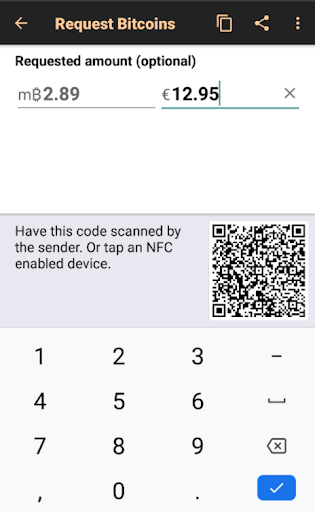 Request Bitcoins
Requested amount (optional)
m₿2.89 €12.95
Have this code scanned by
the sender. Or tap an NFC
enabled device.
1 2 3 –
4 5 6
7 8 9
, 0 .